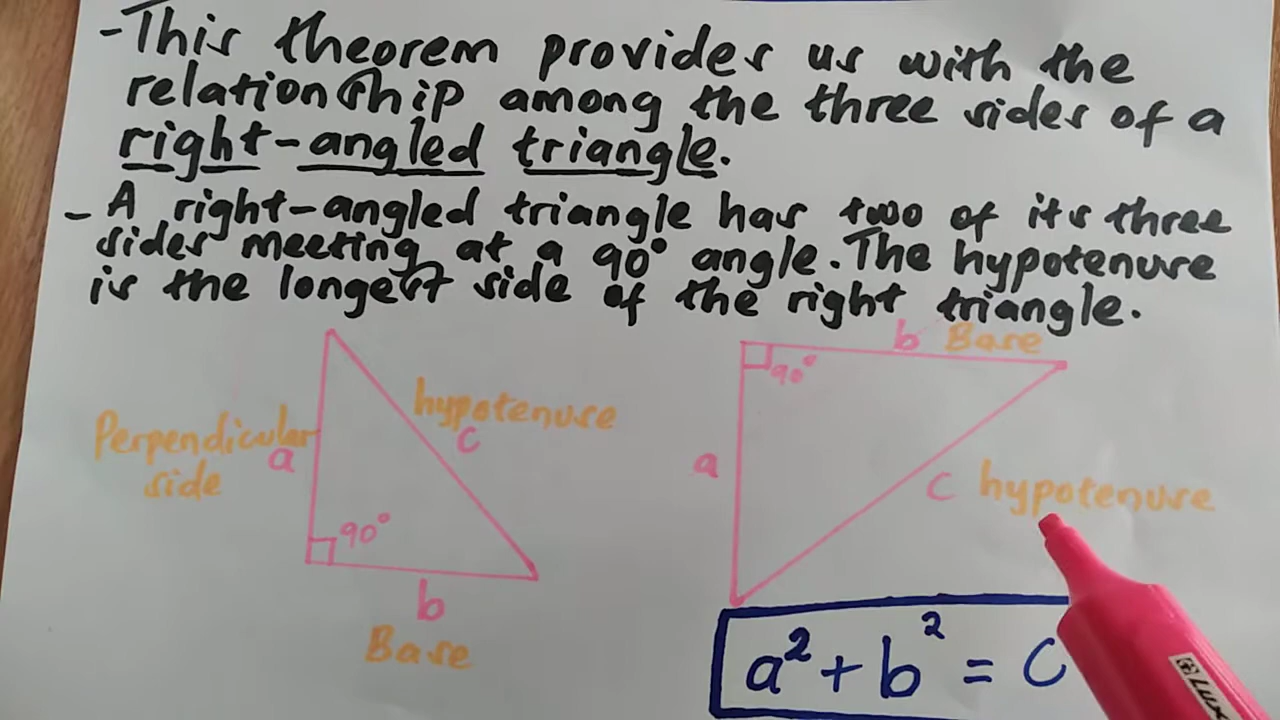 -This theorem provides us with the
relationship among the three sides of a
right-angled triangle.
- A right-angled triangle has two of its three
sides meeting at a 90° angle. The hypotenuse
is the longest side of the right triangle.
Perpendicular
side
a
hypotenuse
c
90°
b
Base
b Base
90°
a
c hypotenuse
a² + b² = C
LUX